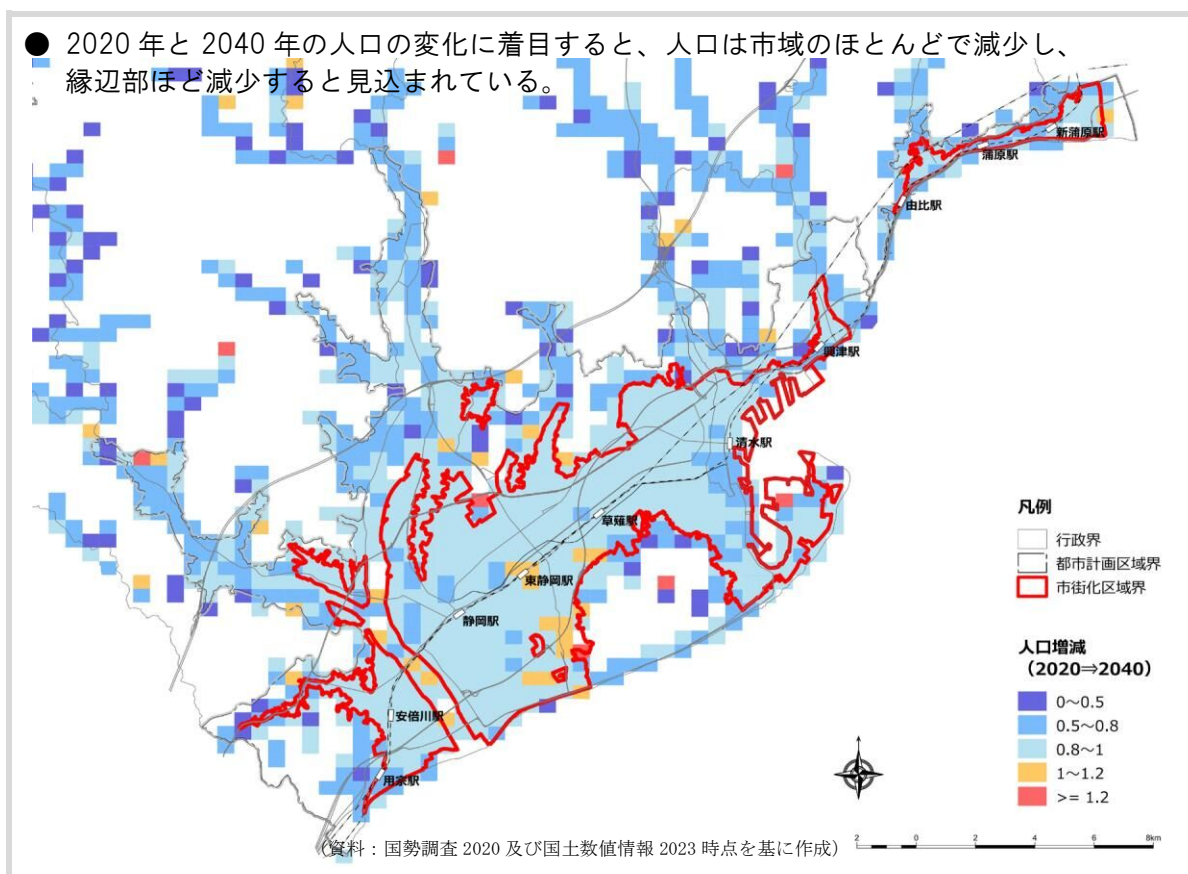 ● 2020 年と 2040 年の人口の変化に着目すると、人口は市域のほとんどで減少し、
縁辺部ほど減少すると見込まれている。
新蒲原駅
蒲原駅
由比駅
興津駅
清水駅
草薙駅
東静岡駅
静岡駅
安倍川駅
用宗駅
凡例
行政界
都市計画区域界
市街化区域界
人口増減
（2020⇒2040）
0～0.5
0.5～0.8
0.8～1
1～1.2
>= 1.2
2 0 2 4 6 8km
（資料：国勢調査 2020 及び国土数値情報 2023 時点を基に作成）